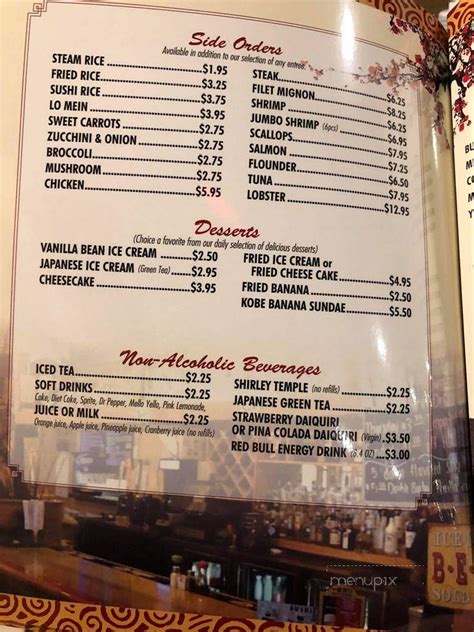 Side Orders
Available in addition to our selection of any entree.
STEAM RICE $1.95
FRIED RICE $3.25
SUSHI RICE $3.75
LO MEIN $3.95
SWEET CARROTS $2.75
ZUCCHINI & ONION $2.75
BROCCOLI $2.75
MUSHROOM $2.75
CHICKEN $5.95
STEAK $6.25
FILET MIGNON $8.25
SHRIMP $6.25
JUMBO SHRIMP (6pcs) $7.95
SCALLOPS $7.95
SALMON $7.25
FLOUNDER $6.50
TUNA $7.95
LOBSTER $12.95
Desserts
(Choice a favorite from our daily selection of delicious desserts)
VANILLA BEAN ICE CREAM $2.50
JAPANESE ICE CREAM (Green Tea) $2.95
CHEESECAKE $3.95
FRIED ICE CREAM or
FRIED CHEESE CAKE $4.95
FRIED BANANA $2.50
KOBE BANANA SUNDAE $5.50
Non-Alcoholic Beverages
ICED TEA $2.25
SOFT DRINKS $2.25
Coke, Diet Coke, Sprite, Dr Pepper, Mello Yello, Pink Lemonade,
JUICE OR MILK $2.25
Orange juice, Apple juice, Pineapple juice, Cranberry juice (no refills)
SHIRLEY TEMPLE (no refills) $2.25
JAPANESE GREEN TEA $2.25
STRAWBERRY DAIQUIRI
OR PINA COLADA DAIQUIRI (Virgin) $3.50
RED BULL ENERGY DRINK (8.4 OZ) $3.00
menupix
ICE
SOLD